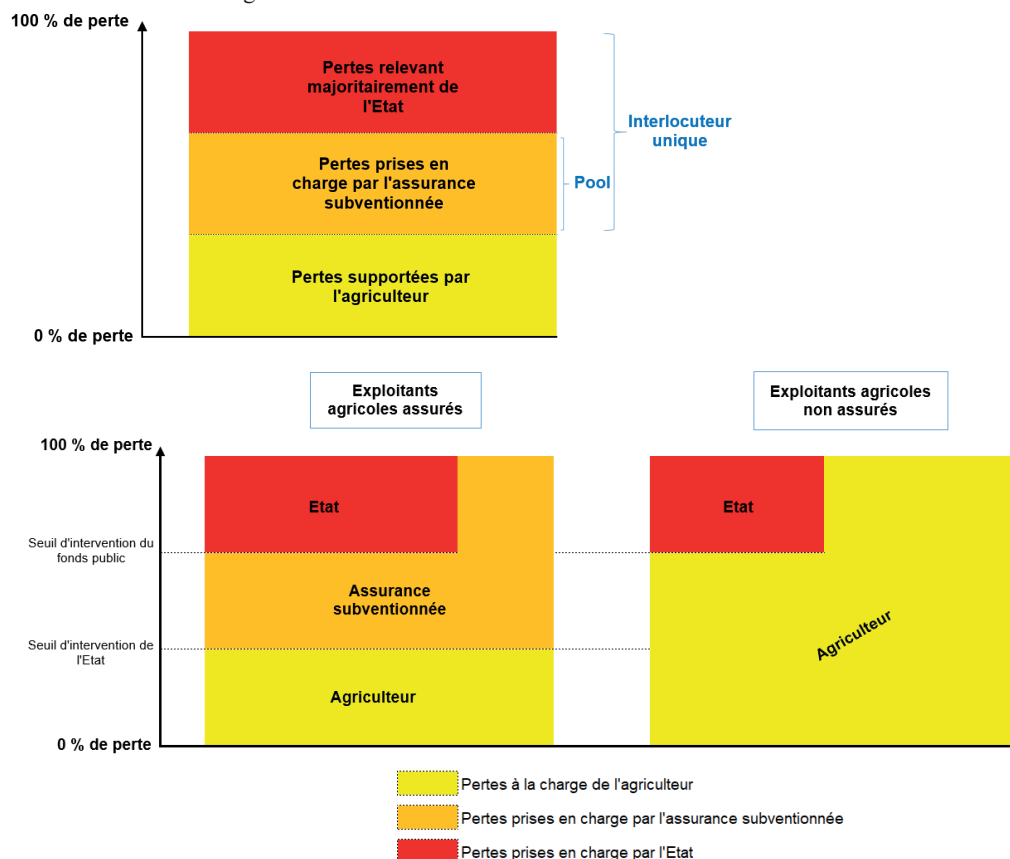 100 % de perte
Pertes relevant
majoritairement de
l'Etat
Interlocuteur
unique
Pertes prises en
charge par l'assurance
subventionnée
Pool
Pertes supportées par
l'agriculteur
0 % de perte
Exploitants
agricoles assurés
Exploitants agricoles
non assurés
100 % de perte
Etat
Etat
Seuil d'intervention du
fonds public
Assurance
subventionnée
Agriculteur
Seuil d'intervention de
l'Etat
Agriculteur
0 % de perte
Pertes à la charge de l'agriculteur
Pertes prises en charge par l'assurance subventionnée
Pertes prises en charge par l'Etat